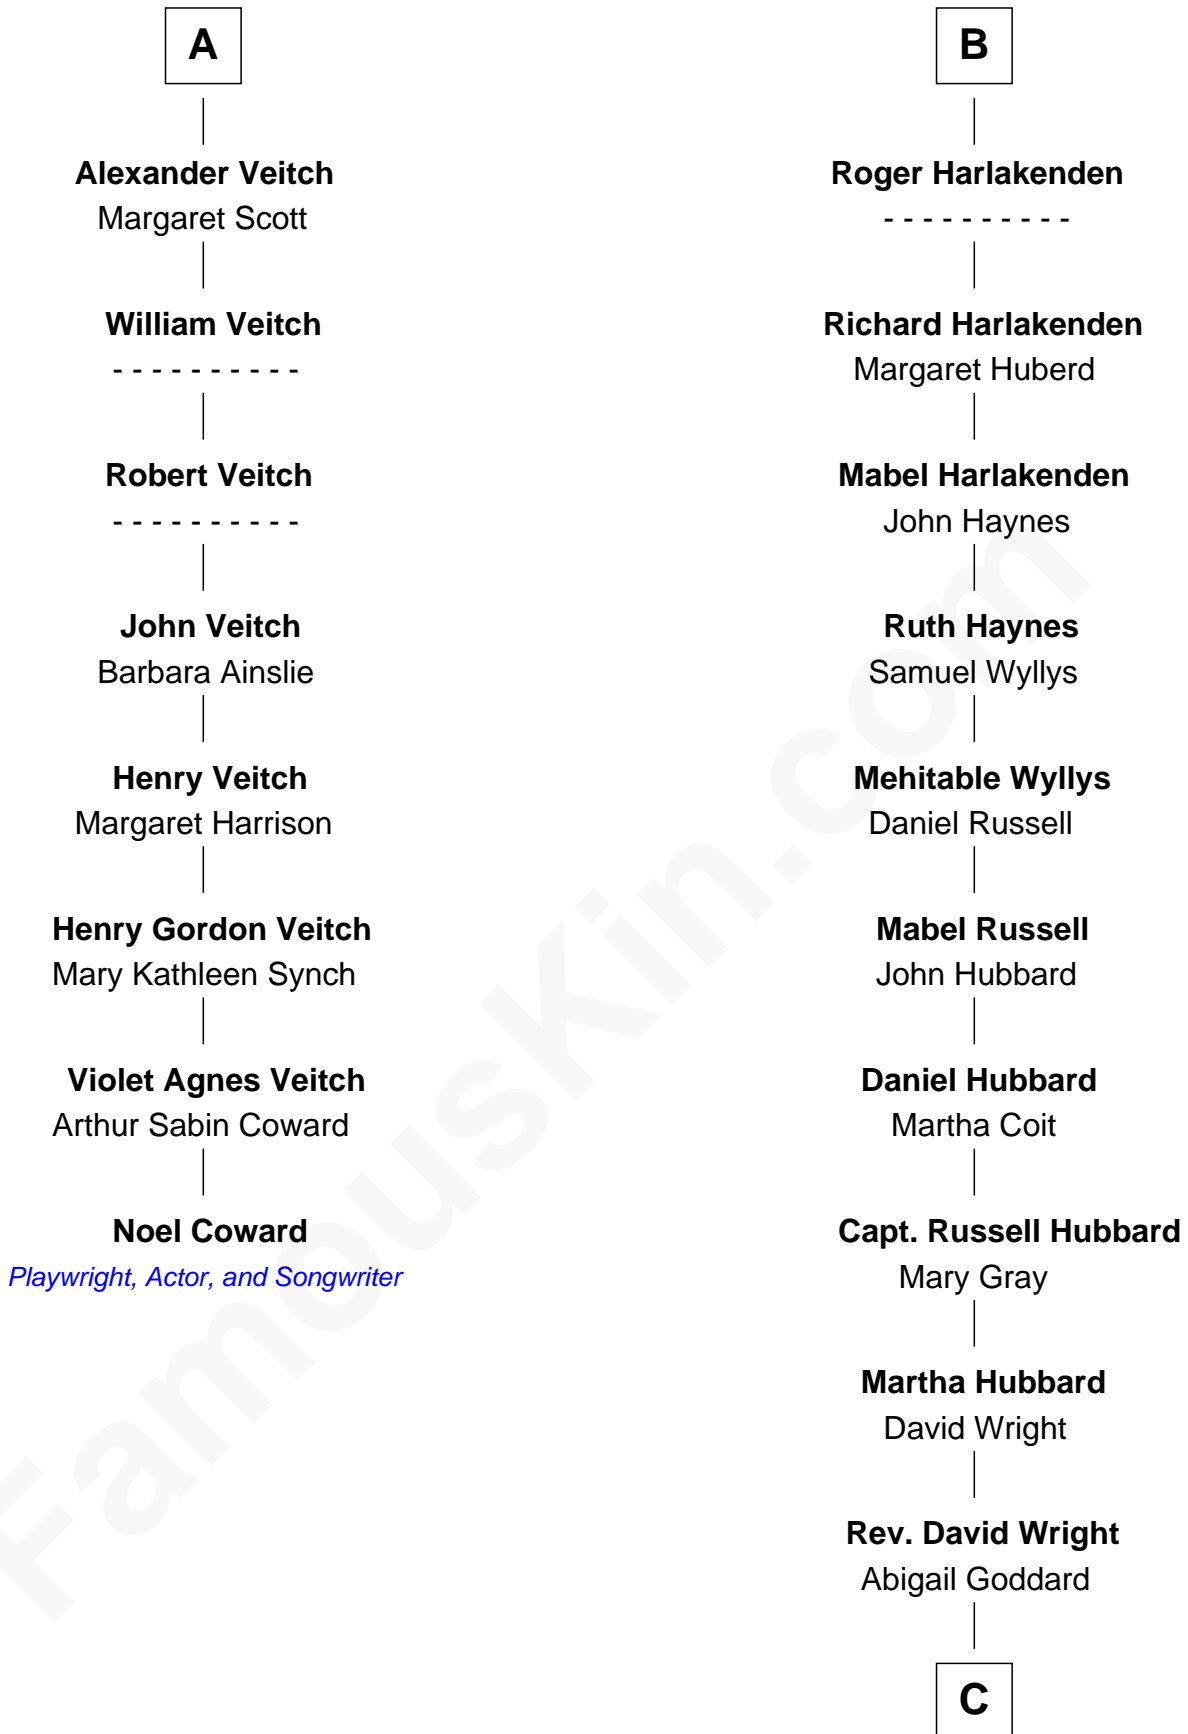 A
Alexander Veitch
Margaret Scott
William Veitch
- - - - - - - - - -
Robert Veitch
- - - - - - - - - -
John Veitch
Barbara Ainslie
Henry Veitch
Margaret Harrison
Henry Gordon Veitch
Mary Kathleen Synch
Violet Agnes Veitch
Arthur Sabin Coward
Noel Coward
Playwright, Actor, and Songwriter
B
Roger Harlakenden
- - - - - - - - - -
Richard Harlakenden
Margaret Huberd
Mabel Harlakenden
John Haynes
Ruth Haynes
Samuel Wyllys
Mehitable Wyllys
Daniel Russell
Mabel Russell
John Hubbard
Daniel Hubbard
Martha Coit
Capt. Russell Hubbard
Mary Gray
Martha Hubbard
David Wright
Rev. David Wright
Abigail Goddard
C
FamousKin.com